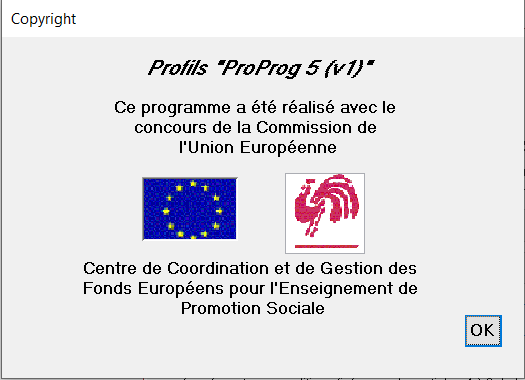 Copyright
Profils "ProProg 5 (v1)"
Ce programme a été réalisé avec le
concours de la Commission de
l'Union Européenne
Centre de Coordination et de Gestion des
Fonds Européens pour l'Enseignement de
Promotion Sociale
OK